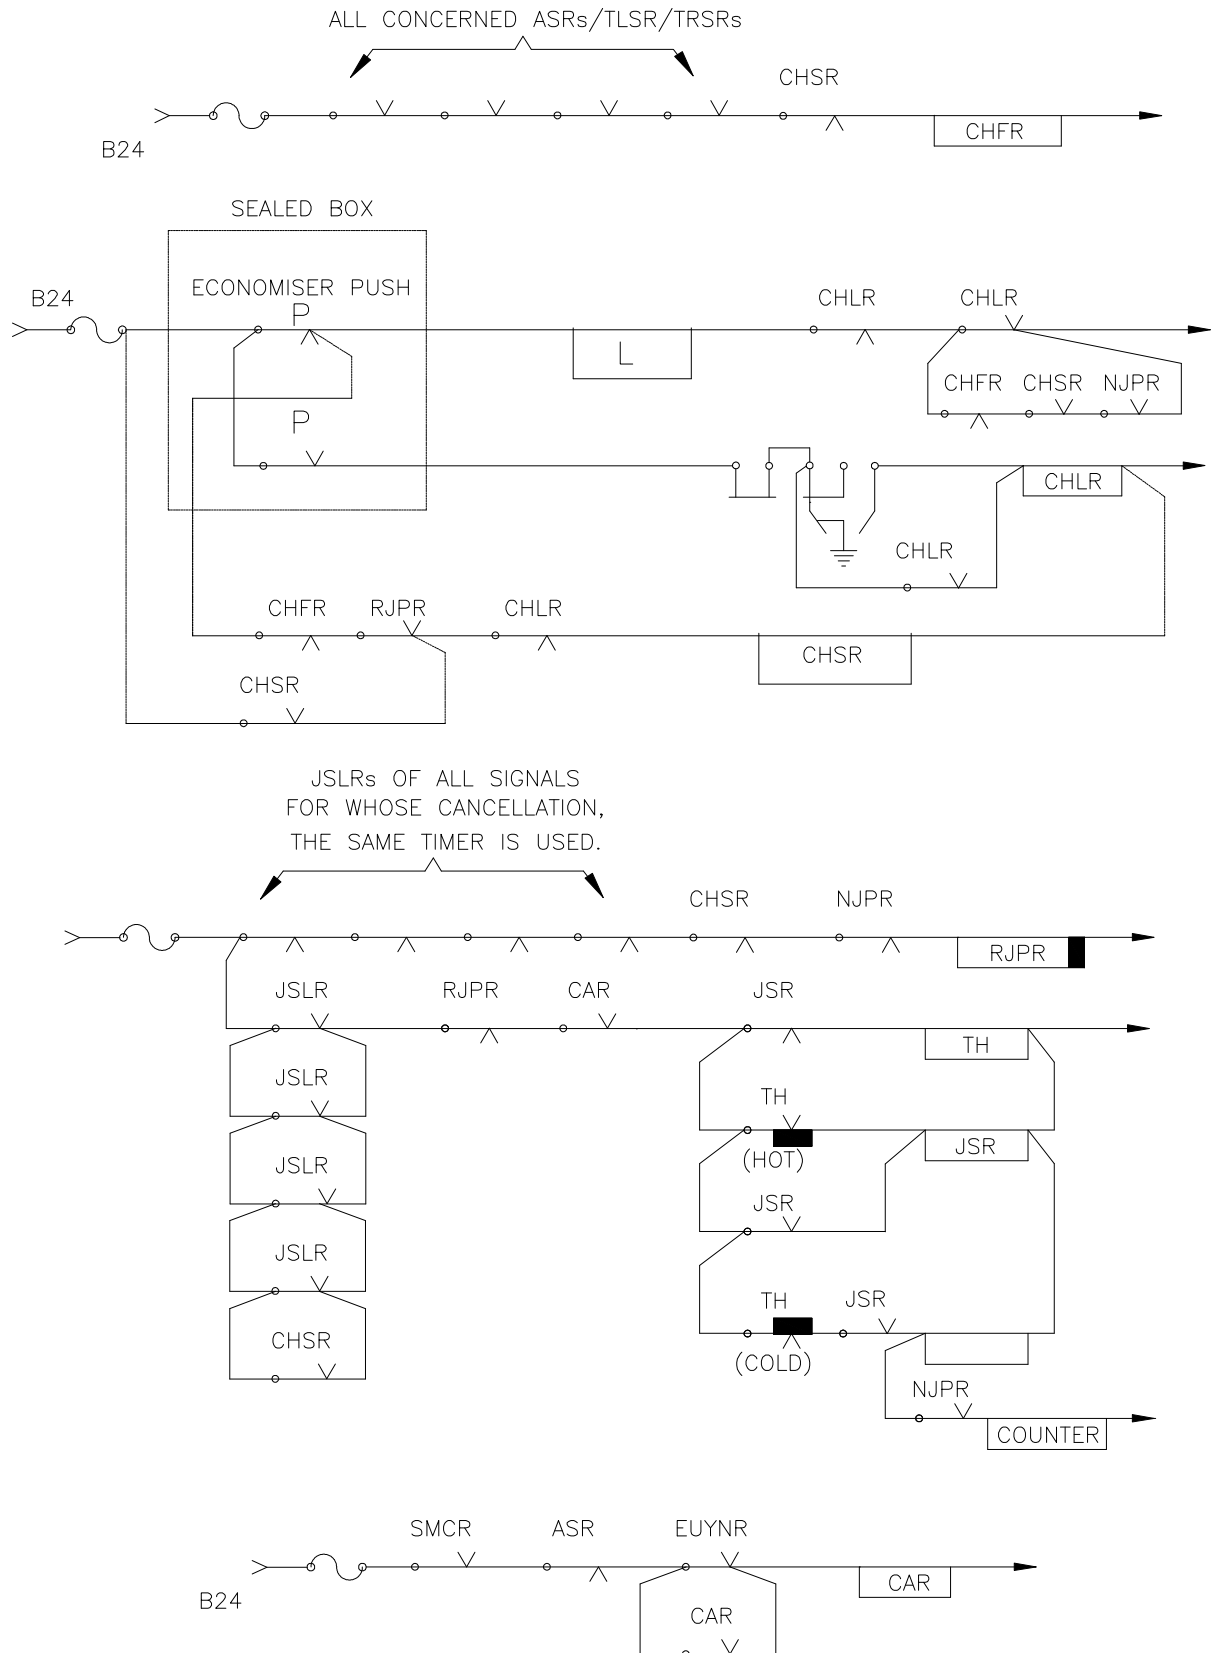 ALL CONCERNED ASRs/TLSR/TRSRs
CHSR
B24
CHFR
SEALED BOX
ECONOMISER PUSH
B24
P
CHLR
CHLR
L
CHFR
CHSR
NJPR
P
CHLR
CHLR
CHFR
RJPR
CHLR
CHSR
CHSR
JSLRs OF ALL SIGNALS
FOR WHOSE CANCELLATION,
THE SAME TIMER IS USED.
CHSR
NJPR
RJPR
JSLR
RJPR
CAR
JSR
TH
JSLR
TH
(HOT)
JSR
JSLR
JSR
JSLR
TH
JSR
CHSR
(COLD)
NJPR
COUNTER
SMCR
ASR
EUYNR
B24
CAR
CAR